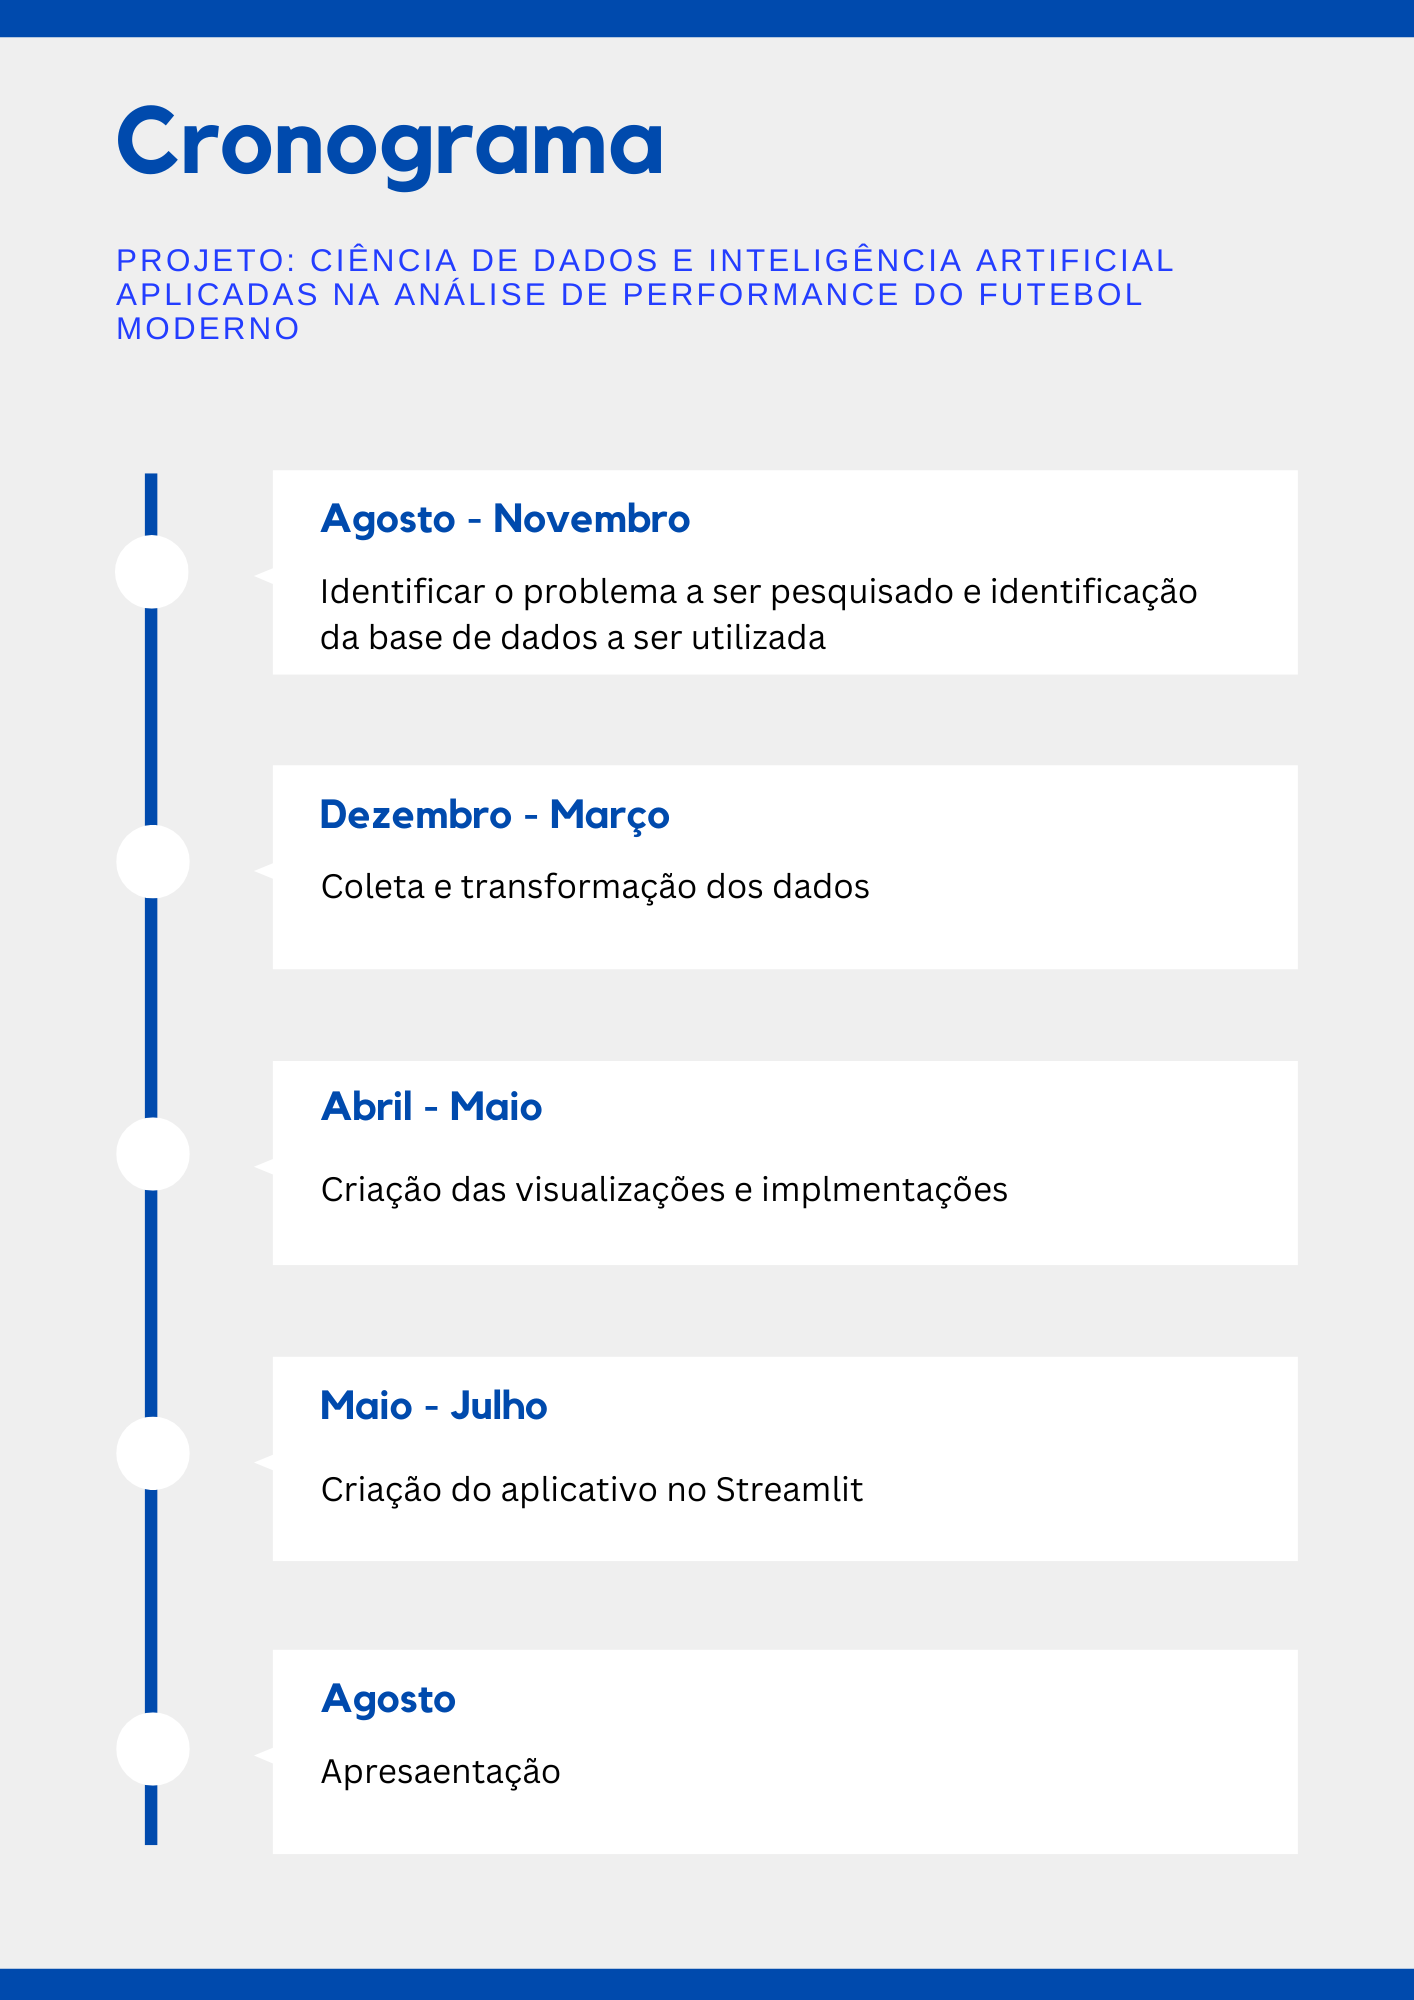 Cronograma
PROJETO: CIÊNCIA DE DADOS E INTELIGÊNCIA ARTIFICIAL
APLICADAS NA ANÁLISE DE PERFORMANCE DO FUTEBOL
MODERNO
Agosto - Novembro
Identificar o problema a ser pesquisado e identificação
da base de dados a ser utilizada
Dezembro - Março
Coleta e transformação dos dados
Abril - Maio
Criação das visualizações e implmentações
Maio - Julho
Criação do aplicativo no Streamlit
Agosto
Apresaentação